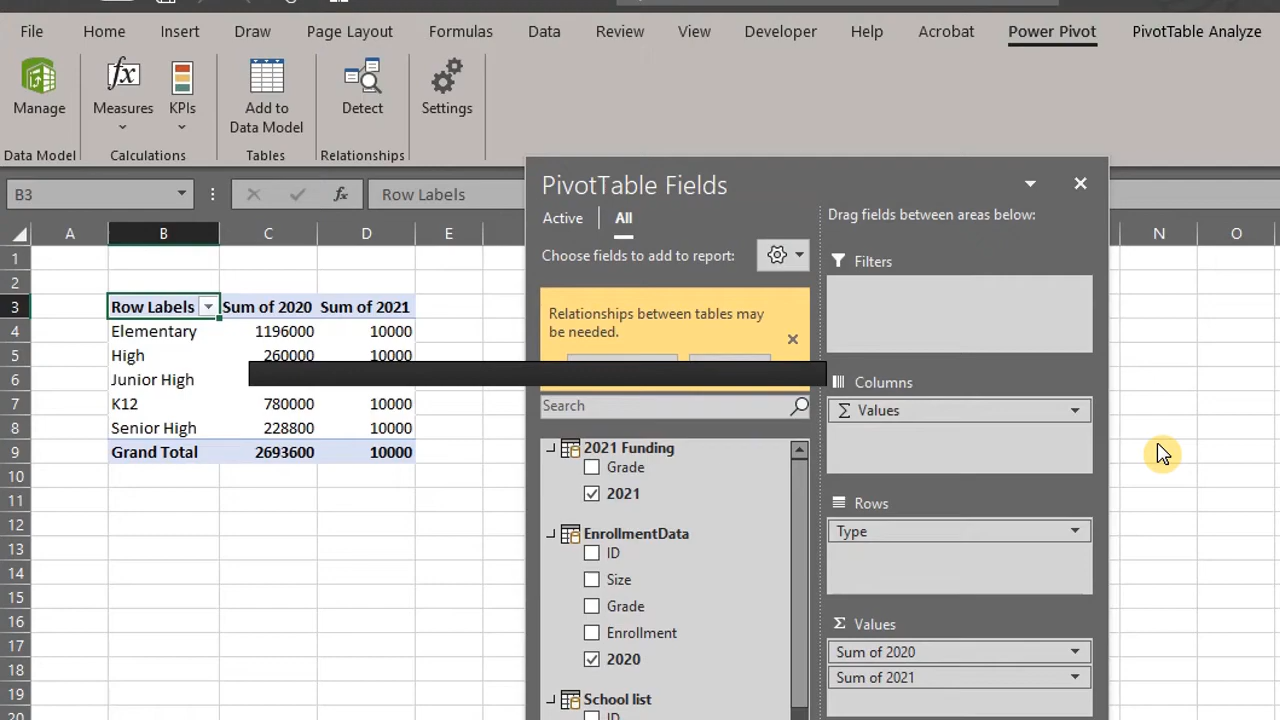 File Home Insert Draw Page Layout Formulas Data Review View Developer Help Acrobat Power Pivot PivotTable Analyze
Manage
Measures
KPIs
Add to
Data Model
Detect
Settings
Data Model Calculations Tables Relationships
B3
fx
Row Labels
A B C D E N O
1
2
3 Row Labels Sum of 2020 Sum of 2021
4 Elementary 1196000 10000
5 High 260000 10000
6 Junior High
7 K12 780000 10000
8 Senior High 228800 10000
9 Grand Total 2693600 10000
10
11
12
13
14
15
16
17
18
19
20
PivotTable Fields
Active All
Choose fields to add to report:
Relationships between tables may
be needed.
Search
2021 Funding
Grade
2021
EnrollmentData
ID
Size
Grade
Enrollment
2020
School list
ID
Drag fields between areas below:
Filters
Columns
Σ Values
Rows
Type
Σ Values
Sum of 2020
Sum of 2021